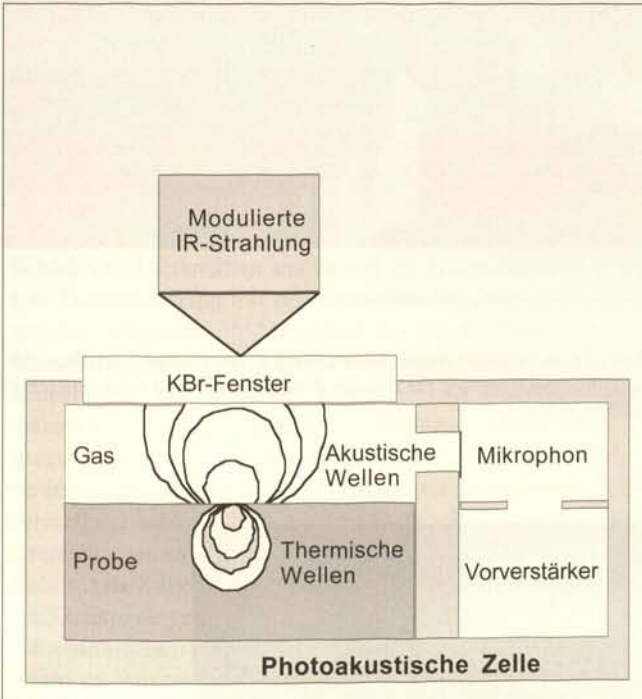 Modulierte
IR-Strahlung
KBr-Fenster
Gas
Akustische
Wellen
Mikrophon
Probe
Thermische
Wellen
Vorverstärker
Photoakustische Zelle